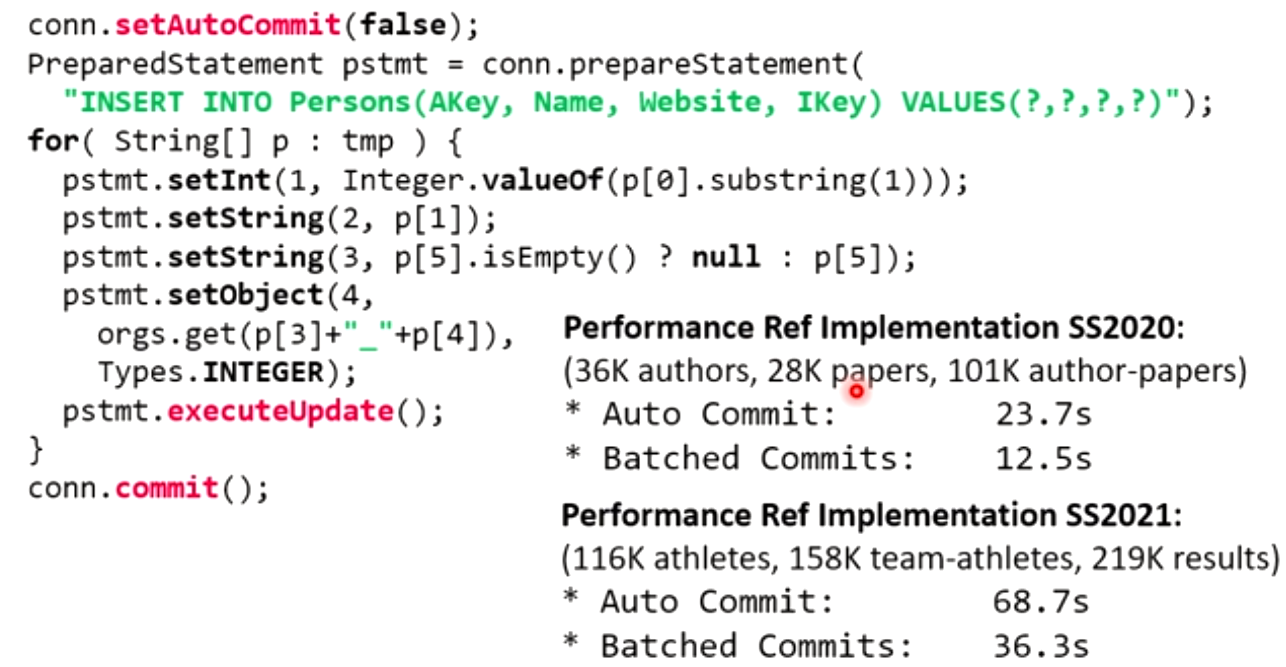 conn.setAutoCommit(false);
PreparedStatement pstmt = conn.prepareStatement(
"INSERT INTO Persons(AKey, Name, Website, IKey) VALUES(?,?,?,?)");
for( String[] p : tmp ) {
pstmt.setInt(1, Integer.valueOf(p[0].substring(1)));
pstmt.setString(2, p[1]);
pstmt.setString(3, p[5].isEmpty() ? null : p[5]);
pstmt.setObject(4,
orgs.get(p[3]+"_"+p[4]),
Types.INTEGER);
pstmt.executeUpdate();
}
conn.commit();
Performance Ref Implementation SS2020:
(36K authors, 28K papers, 101K author-papers)
* Auto Commit: 23.7s
* Batched Commits: 12.5s
Performance Ref Implementation SS2021:
(116K athletes, 158K team-athletes, 219K results)
* Auto Commit: 68.7s
* Batched Commits: 36.3s